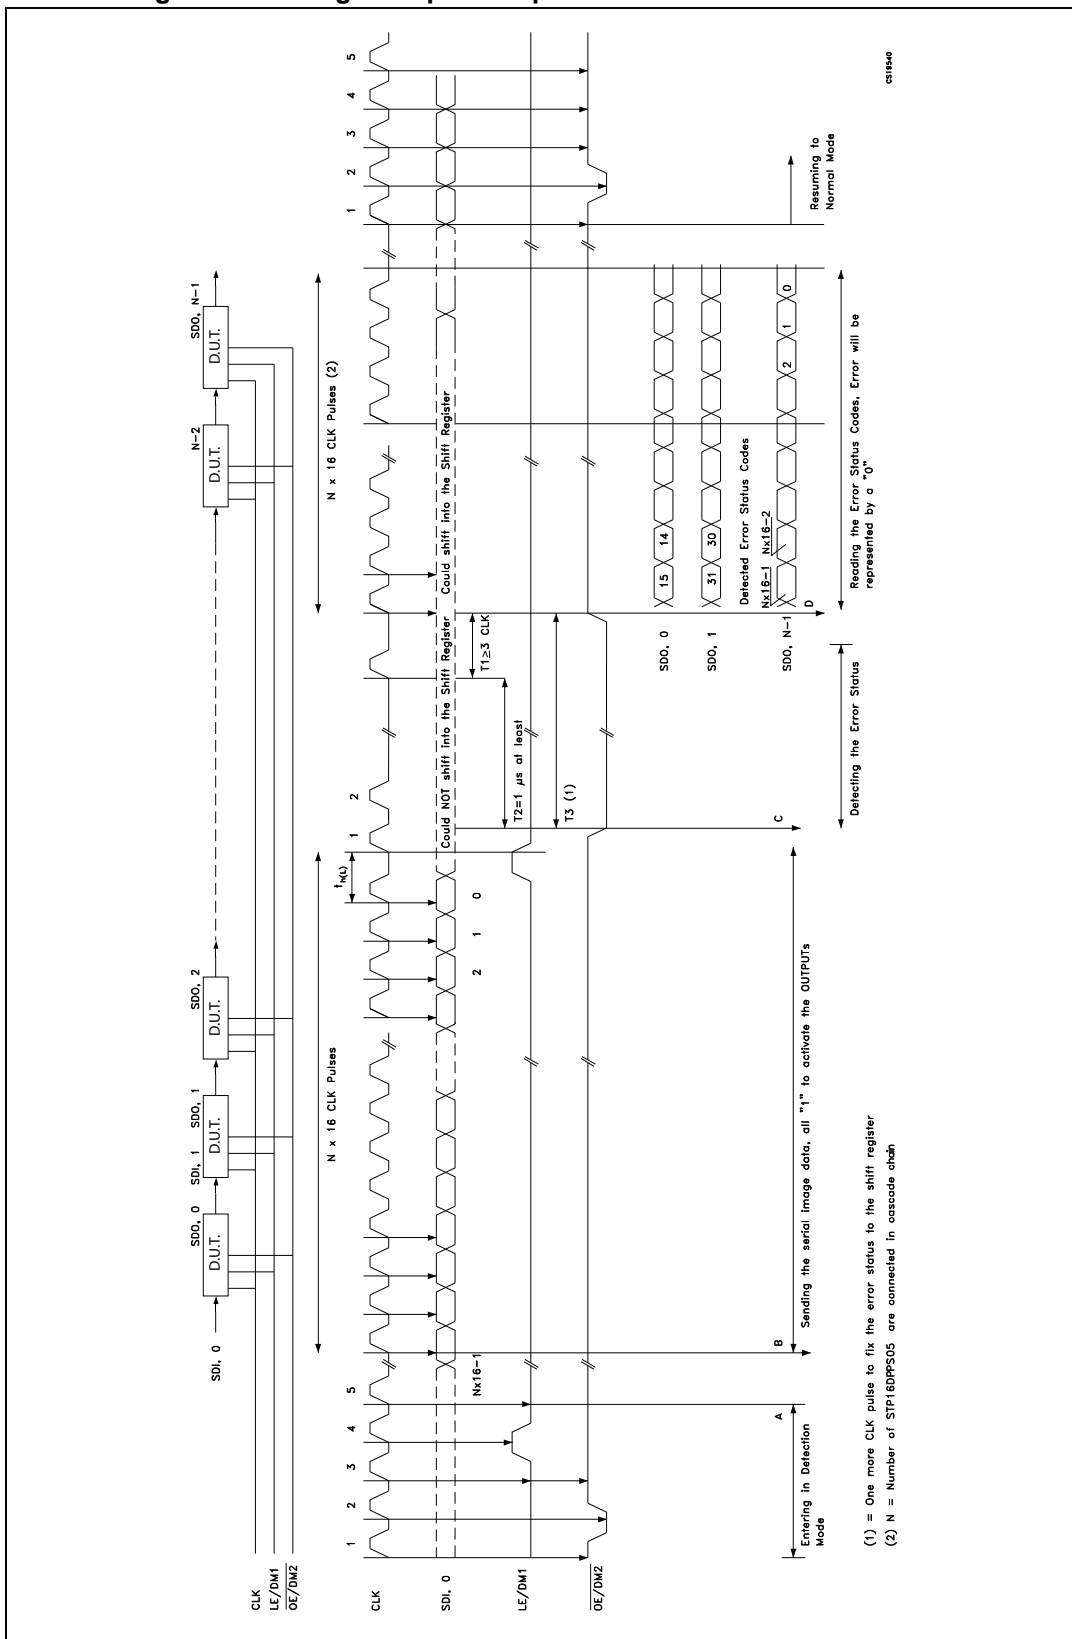 SDI, 0
D.U.T.
SDO, 0
SDI, 1
D.U.T.
SDO, 1
D.U.T.
SDO, 2
D.U.T.
N-2
D.U.T.
SDO, N-1
CLK
LE/DM1
OE/DM2
N x 16 CLK Pulses
N x 16 CLK Pulses (2)
CLK
1 2 3 4 5
th(L)
1 2
1 2 3 4 5
SDI, 0
Nx16-1
2 1 0
Could NOT shift into the Shift Register
Could shift into the Shift Register
T1≥3 CLK
LE/DM1
T2=1 µs at least
T3 (1)
OE/DM2
SDO, 0
15 14
SDO, 1
31 30
Detected Error Status Codes
Nx16-1 Nx16-2
SDO, N-1
2 1 0
A
B
C
D
Entering in Detection
Mode
Sending the serial image data, all "1" to activate the OUTPUTs
Detecting the Error Status
Reading the Error Status Codes, Error will be
represented by a "0"
Resuming to
Normal Mode
(1) = One more CLK pulse to fix the error status to the shift register
(2) N = Number of STP16DPPS05 are connected in cascade chain
CS19540